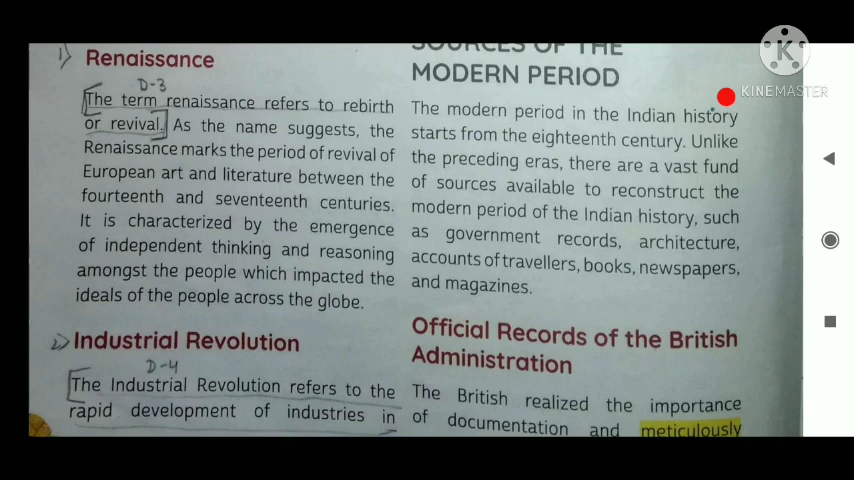 1) Renaissance
D-3
The term renaissance refers to rebirth
or revival. As the name suggests, the
Renaissance marks the period of revival of
European art and literature between the
fourteenth and seventeenth centuries.
It is characterized by the emergence
of independent thinking and reasoning
amongst the people which impacted the
ideals of the people across the globe.
2) Industrial Revolution
D-4
The Industrial Revolution refers to the
rapid development of industries in
SOURCES OF THE
MODERN PERIOD
The modern period in the Indian history
starts from the eighteenth century. Unlike
the preceding eras, there are a vast fund
of sources available to reconstruct the
modern period of the Indian history, such
as government records, architecture,
accounts of travellers, books, newspapers,
and magazines.
Official Records of the British
Administration
The British realized the importance
of documentation and meticulously
K
KINEMASTER